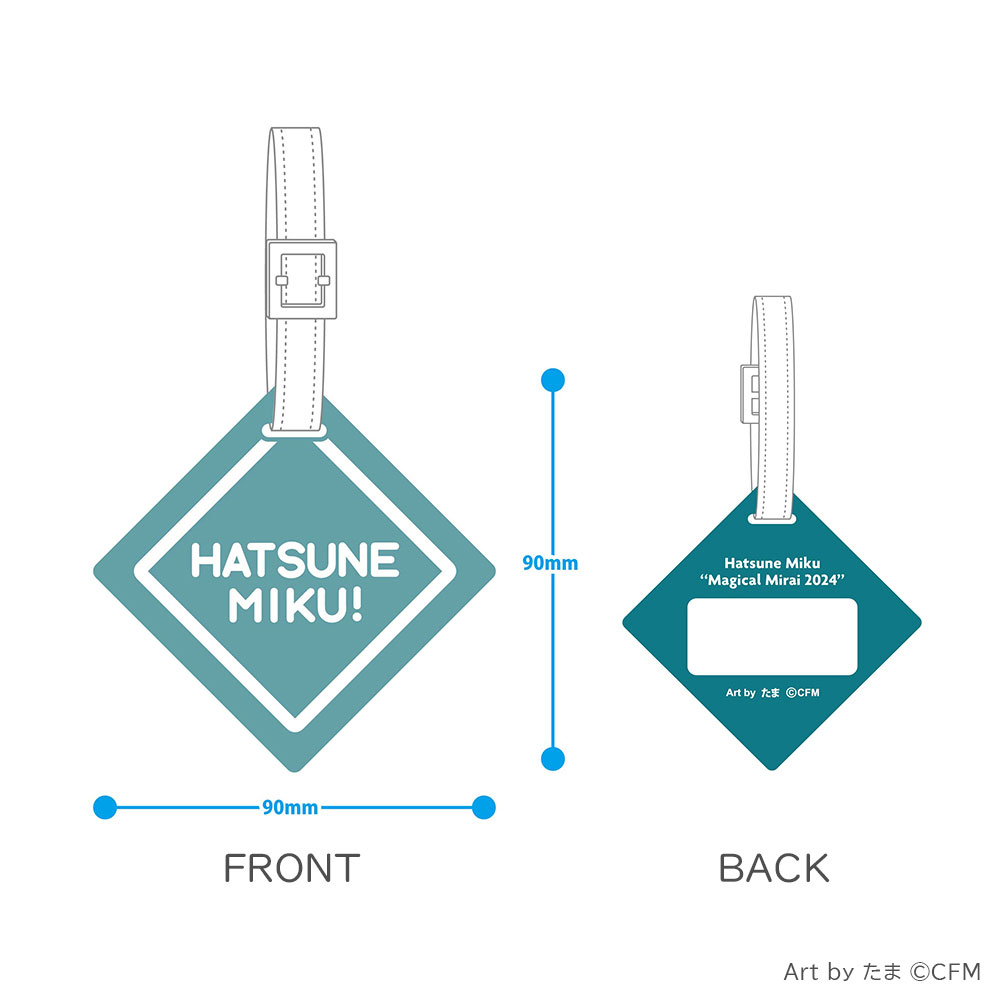 HATSUNE
MIKU!
90mm
90mm
Hatsune Miku
“Magical Mirai 2024”
Art by たま ©CFM
FRONT
BACK
Art by たま ©CFM